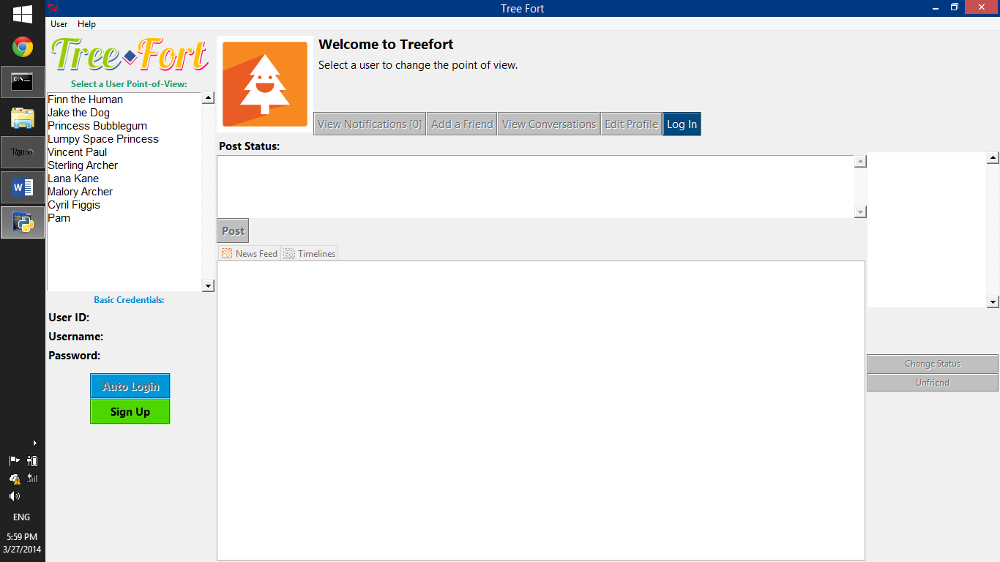 Tree Fort
User Help
Tree Fort
Select a User Point-of-View:
Finn the Human
Jake the Dog
Princess Bubblegum
Lumpy Space Princess
Vincent Paul
Sterling Archer
Lana Kane
Malory Archer
Cyril Figgis
Pam
Basic Credentials:
User ID:
Username:
Password:
Auto Login
Sign Up
Welcome to Treefort
Select a user to change the point of view.
View Notifications [0] Add a Friend View Conversations Edit Profile Log In
Post Status:
Post
News Feed Timelines
Change Status
Unfriend
ENG
5:59 PM
3/27/2014